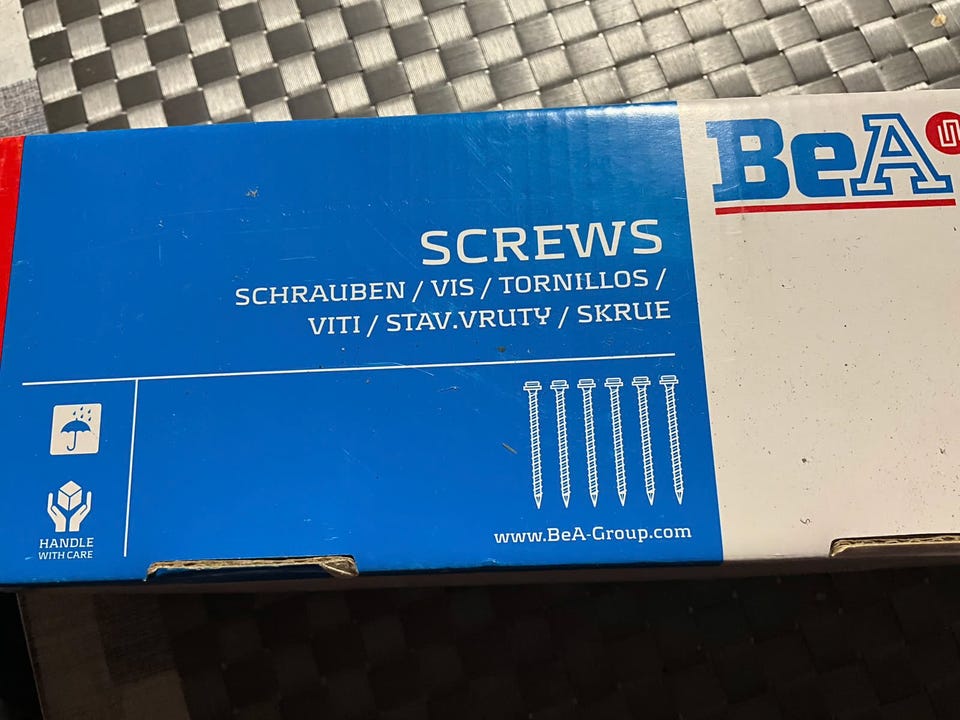 BeA
SCREWS
SCHRAUBEN / VIS / TORNILLOS /
VITI / STAV.VRUTY / SKRUE
HANDLE
WITH CARE
www.BeA-Group.com